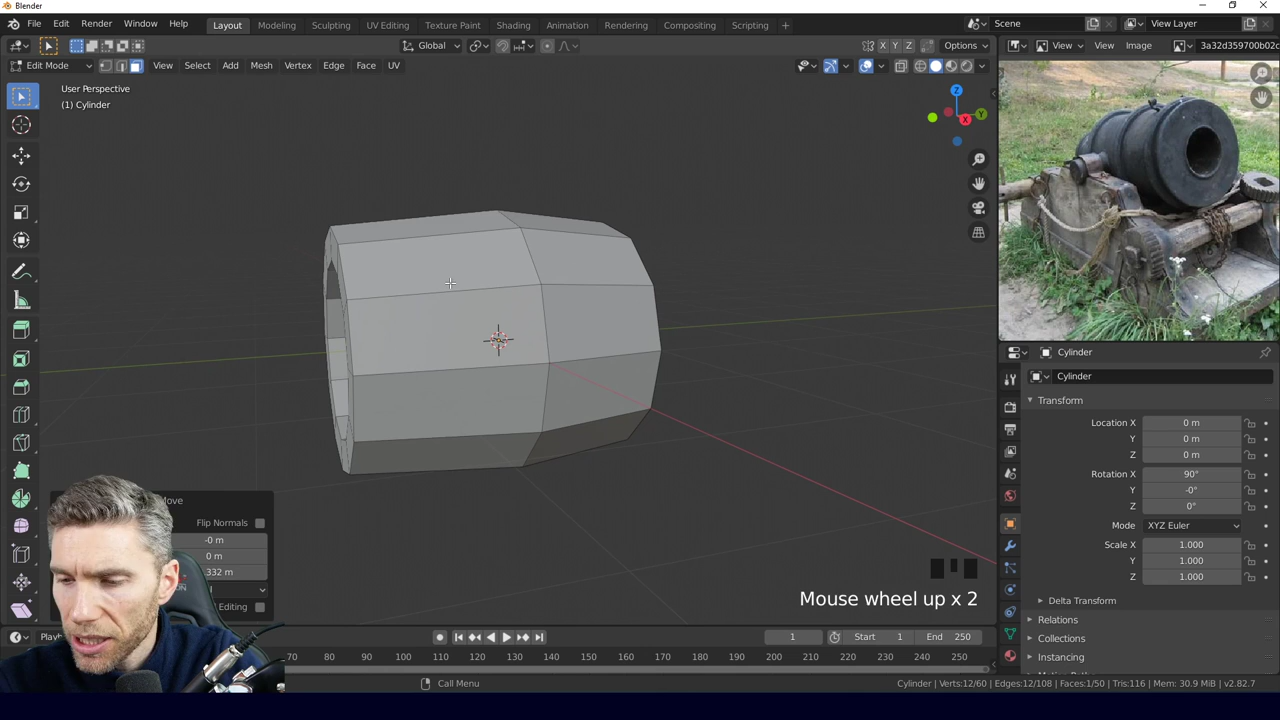 Blender
File Edit Render Window Help
Layout Modeling Sculpting UV Editing Texture Paint Shading Animation Rendering Compositing Scripting
Scene View Layer
Global X Y Z Options
View View Image 3a32d359700b02c
Edit Mode View Select Add Mesh Vertex Edge Face UV
User Perspective
(1) Cylinder
Z
Y
X
Cylinder
Cylinder
Transform
Location X 0 m
Y 0 m
Z 0 m
Rotation X 90°
Y -0°
Z 0°
Mode XYZ Euler
Scale X 1.000
Y 1.000
Z 1.000
Delta Transform
Relations
Collections
Instancing
Move
Flip Normals
-0 m
0 m
.332 m
Editing
Mouse wheel up x 2
1 Start 1 End 250
70 80 90 100 110 120 130 140 150 160 170 180 190 200 210 220 230 240 250
Call Menu
Cylinder | Verts:12/60 | Edges:12/108 | Faces:1/50 | Tris:116 | Mem: 30.9 MiB | v2.82.7